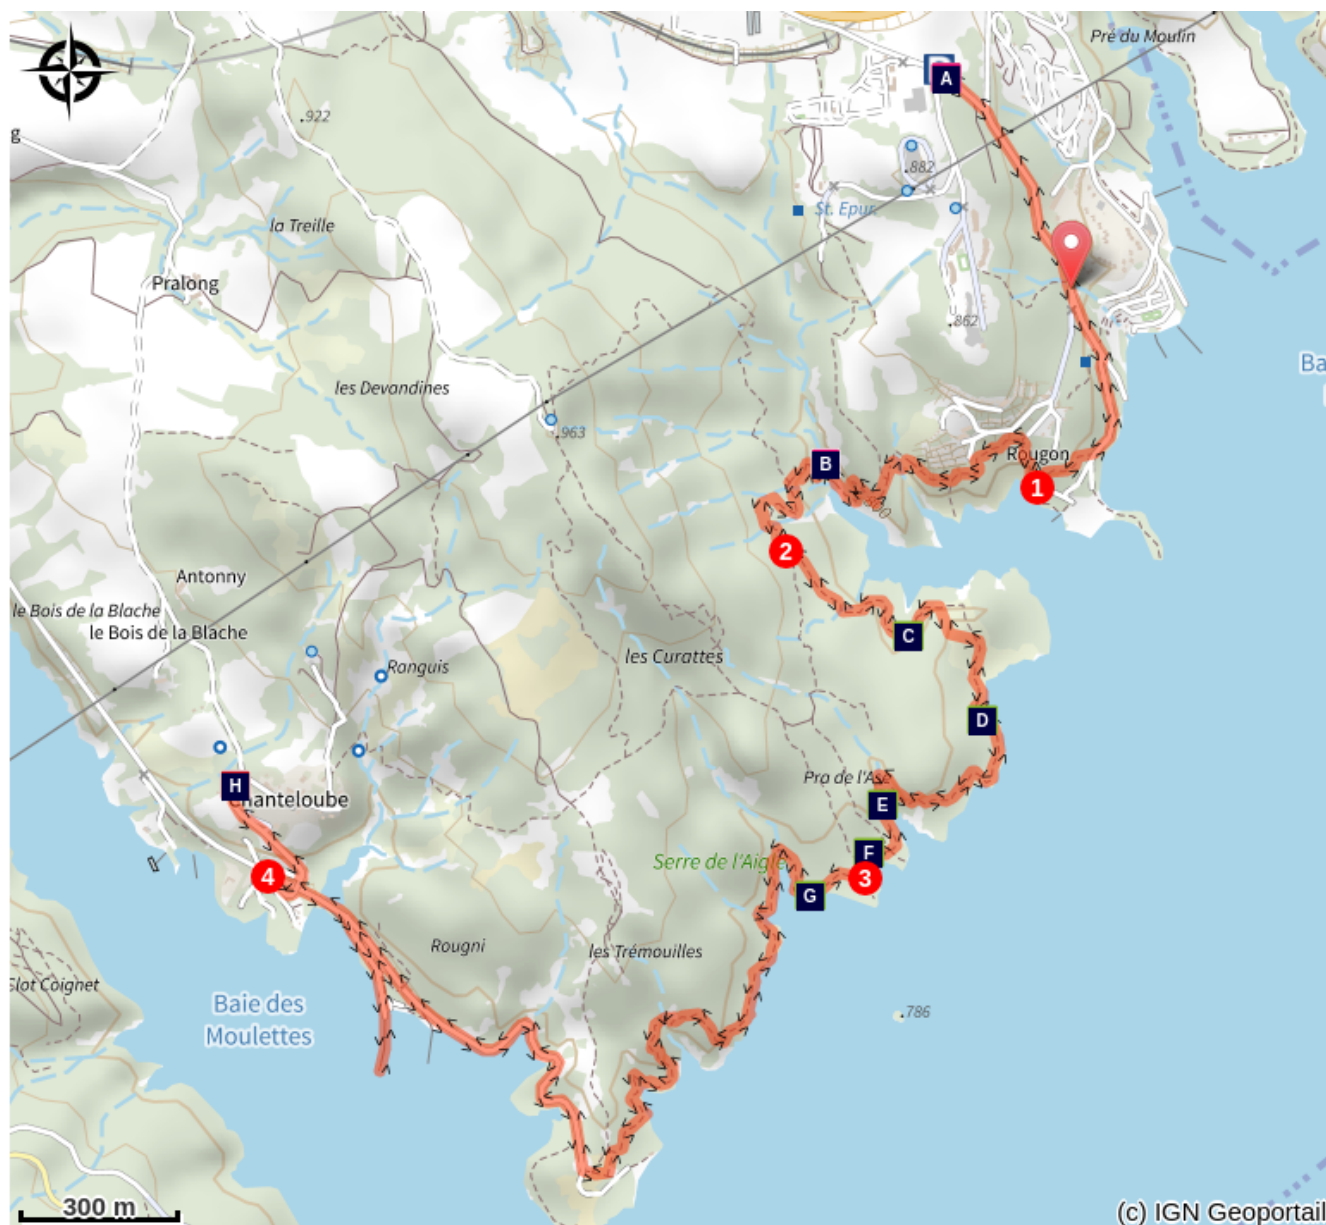 Pré du Moulin
A
.922
g
.882
St. Epur
la Treille
Pralong
.862
Ba
les Devandines
.963
Rougon
B
1
800
2
Antonny
le Bois de la Blache
le Bois de la Blache
C
les Curattes
Ranguis
D
Pra de l'Ase
H
Chanteloube
E
F
Serre de l'Aigle
3
4
G
Rougni
les Trémouilles
Slot Coignet
Baie des
Moulettes
.786
300 m
(c) IGN Geoportail